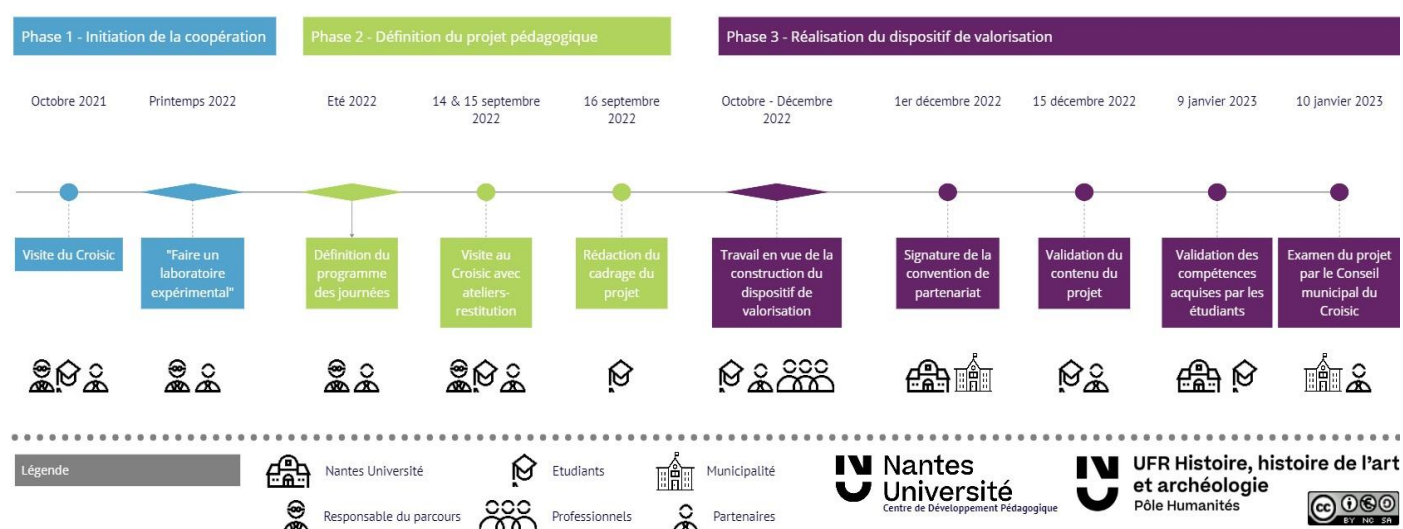 Phase 1 - Initiation de la coopération
Phase 2 - Définition du projet pédagogique
Phase 3 - Réalisation du dispositif de valorisation
Octobre 2021
Printemps 2022
Eté 2022
14 & 15 septembre
2022
16 septembre
2022
Octobre - Décembre
2022
1er décembre 2022
15 décembre 2022
9 janvier 2023
10 janvier 2023
Visite du Croisic
"Faire un
laboratoire
expérimental"
Définition du
programme
des journées
Visite au
Croisic avec
ateliers-
restitution
Rédaction du
cadrage du
projet
Travail en vue de la
construction du
dispositif de
valorisation
Signature de la
convention de
partenariat
Validation du
contenu du
projet
Validation des
compétences
acquises par les
étudiants
Examen du projet
par le Conseil
municipal du
Croisic
Légende
Nantes Université
Etudiants
Municipalité
Responsable du parcours
Professionnels
Partenaires
Nantes
Université
Centre de Développement Pédagogique
UFR Histoire, histoire de l'art
et archéologie
Pôle Humanités
cc
BY NC SA